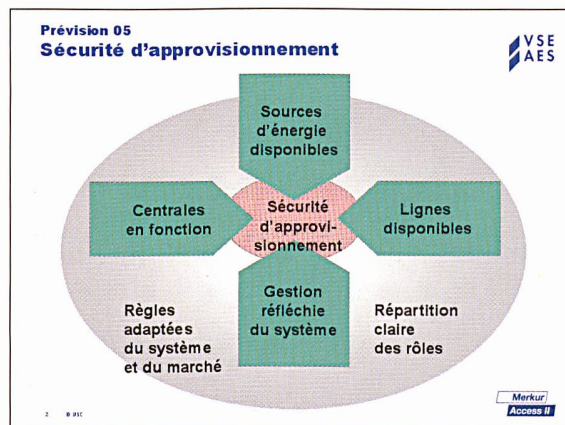 Prévision 05
Sécurité d'approvisionnement
VSE
AES
Sources
d'énergie
disponibles
Centrales
en fonction
Sécurité
d'approvi-
sionnement
Lignes
disponibles
Gestion
réfléchie
du système
Règles
adaptées
du système
et du marché
Répartition
claire
des rôles
2
Merkur
Access II